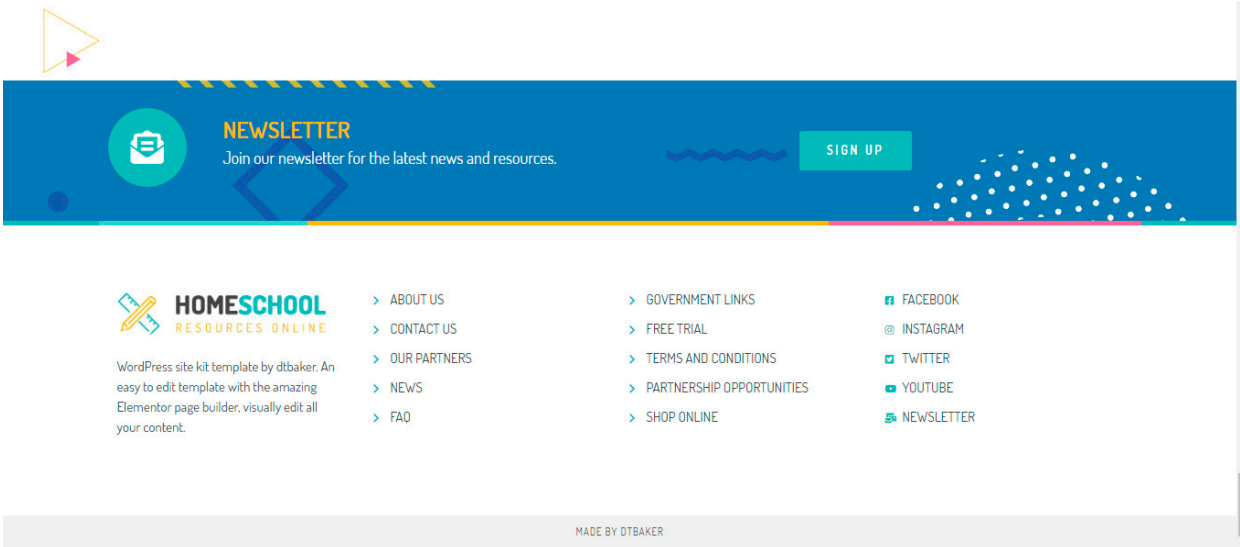 NEWSLETTER
Join our newsletter for the latest news and resources.
SIGN UP
HOMESCHOOL
RESOURCES ONLINE
WordPress site kit template by dtbaker. An
easy to edit template with the amazing
Elementor page builder, visually edit all
your content.
ABOUT US
CONTACT US
OUR PARTNERS
NEWS
FAQ
GOVERNMENT LINKS
FREE TRIAL
TERMS AND CONDITIONS
PARTNERSHIP OPPORTUNITIES
SHOP ONLINE
FACEBOOK
INSTAGRAM
TWITTER
YOUTUBE
NEWSLETTER
MADE BY DTBAKER